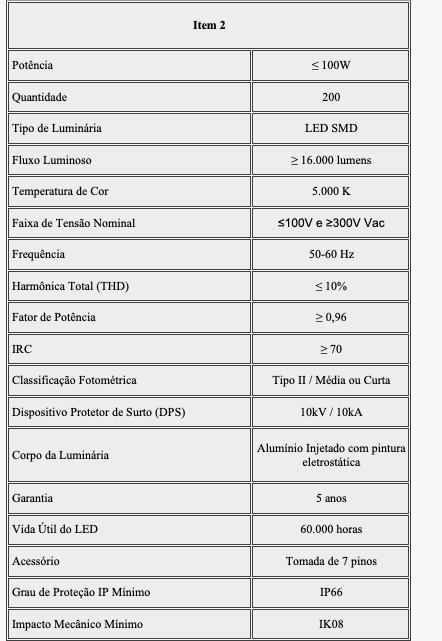 Item 2
Potência ≤ 100W
Quantidade 200
Tipo de Luminária LED SMD
Fluxo Luminoso ≥ 16.000 lumens
Temperatura de Cor 5.000 K
Faixa de Tensão Nominal ≤100V e ≥300V Vac
Frequência 50-60 Hz
Harmônica Total (THD) ≤ 10%
Fator de Potência ≥ 0,96
IRC ≥ 70
Classificação Fotométrica Tipo II / Média ou Curta
Dispositivo Protetor de Surto (DPS) 10kV / 10kA
Corpo da Luminária Alumínio Injetado com pintura
eletrostática
Garantia 5 anos
Vida Útil do LED 60.000 horas
Acessório Tomada de 7 pinos
Grau de Proteção IP Mínimo IP66
Impacto Mecânico Mínimo IK08